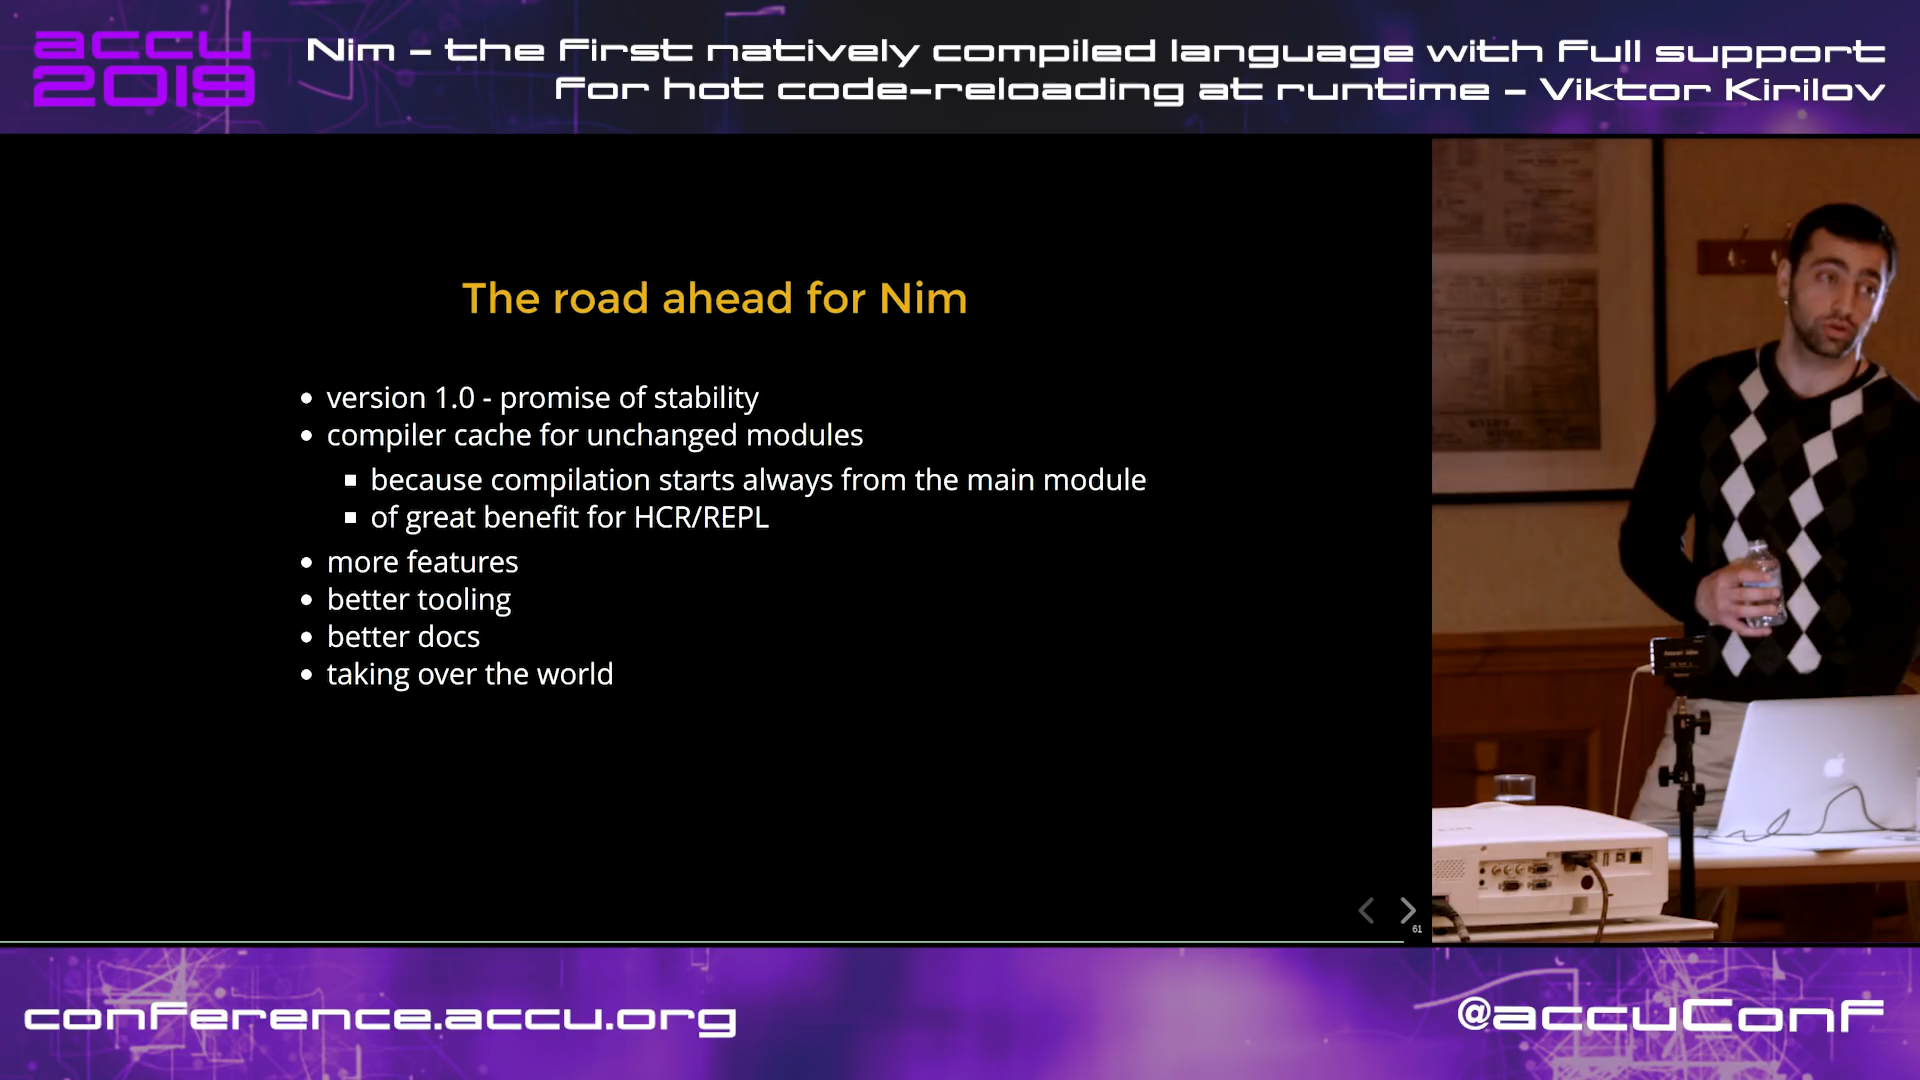 accu
2019
Nim – the first natively compiled language with full support
for hot code-reloading at runtime – Viktor Kirilov
The road ahead for Nim
version 1.0 - promise of stability
compiler cache for unchanged modules
because compilation starts always from the main module
of great benefit for HCR/REPL
more features
better tooling
better docs
taking over the world
61
conference.accu.org
@accuConf